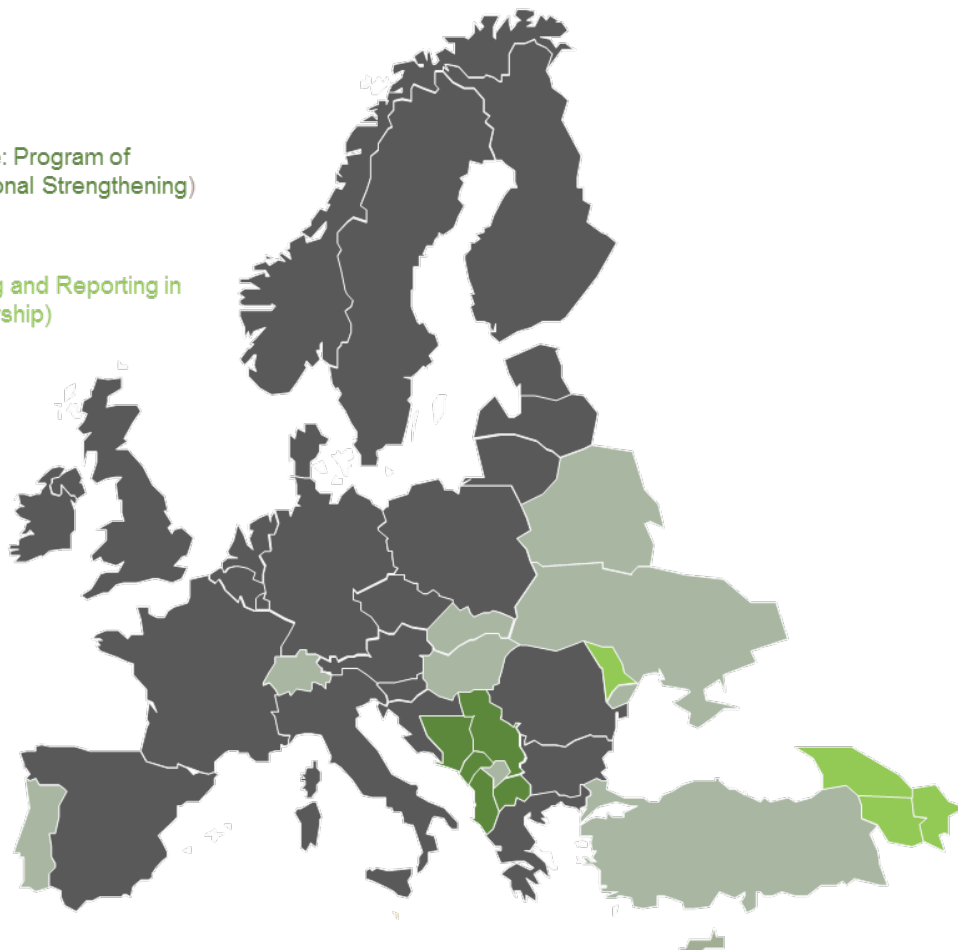 : Program of
onal Strengthening)
g and Reporting in
rship)